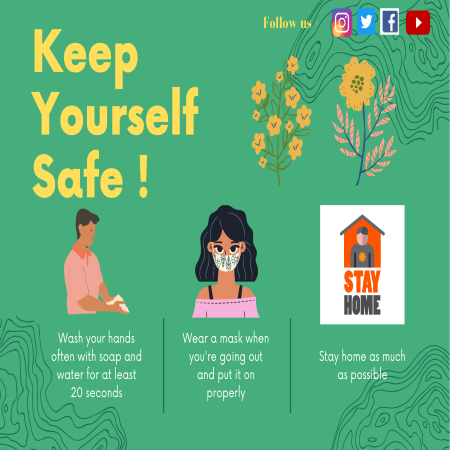 Follow us
Keep
Yourself
Safe !
STAY
HOME
Wash your hands
often with soap and
water for at least
20 seconds
Wear a mask when
you're going out
and put it on
properly
Stay home as much
as possible